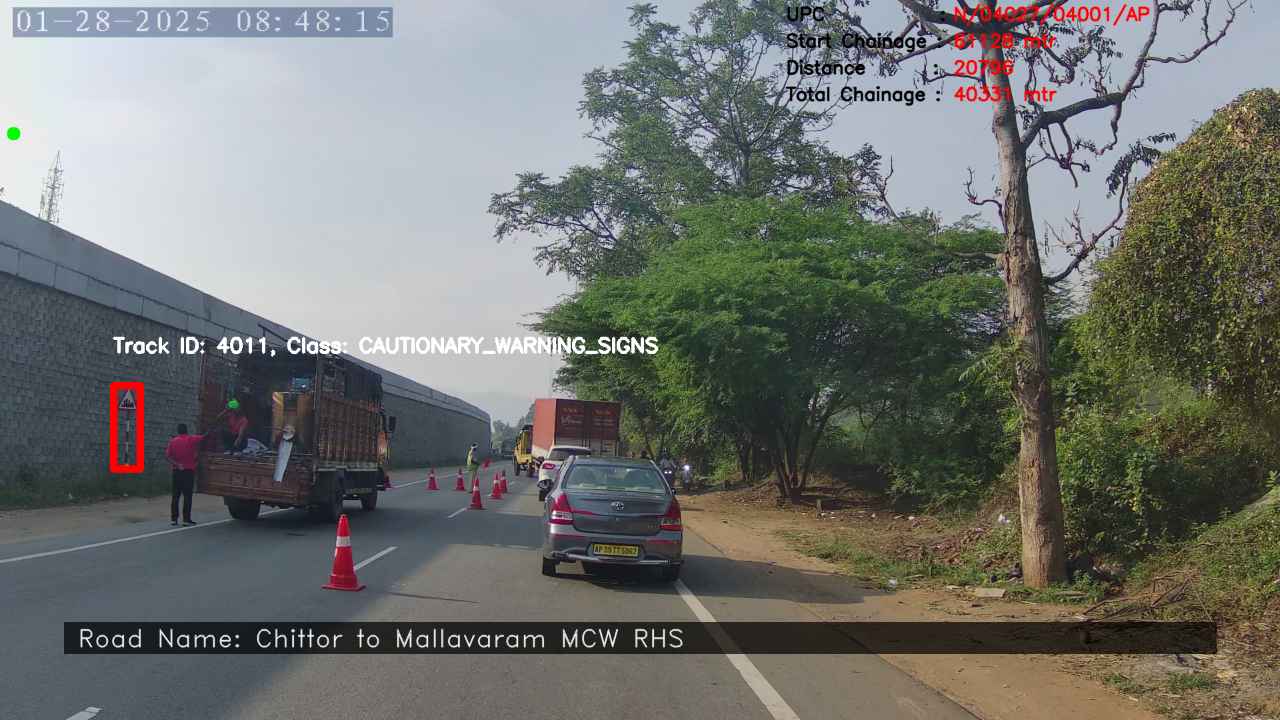 01-28-2025 08:48:15
UPC : N/04027/04001/AP
Start Chainage : 61128 mtr
Distance : 20796
Total Chainage : 40331 mtr
Track ID: 4011, Class: CAUTIONARY_WARNING_SIGNS
Road Name: Chittor to Mallavaram MCW RHS